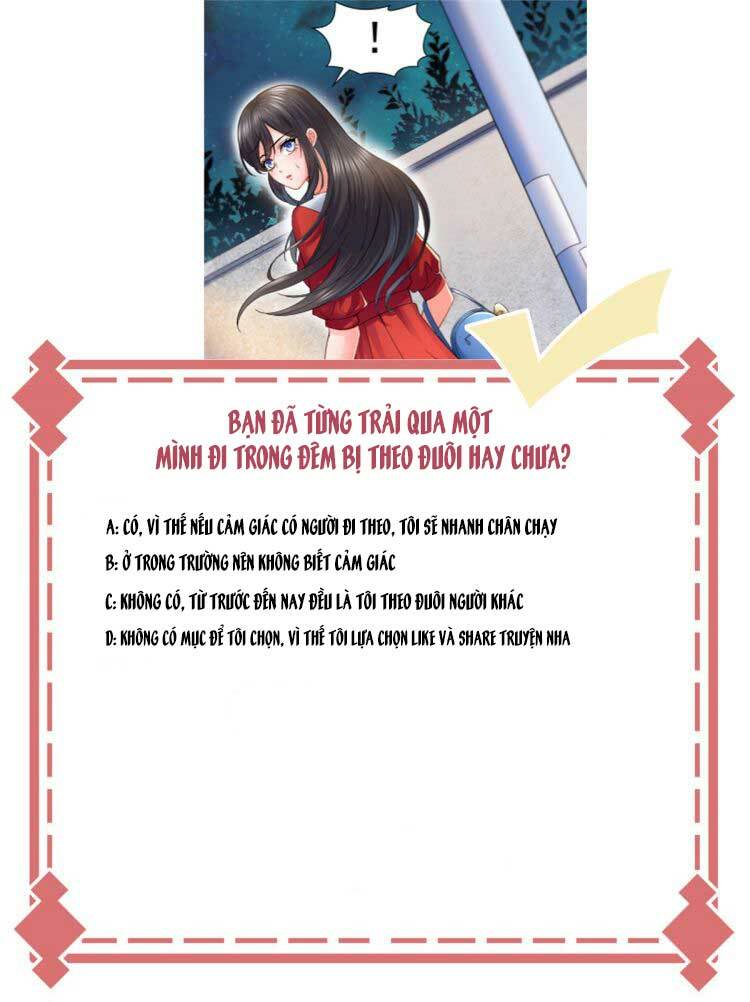 !
BẠN ĐÃ TỪNG TRẢI QUA MỘT
MÌNH ĐI TRONG ĐÊM BỊ THEO ĐUÔI HAY CHƯA?
A: CÓ, VÌ THẾ NẾU CẢM GIÁC CÓ NGƯỜI ĐI THEO, TÔI SẼ NHANH CHÂN CHẠY
B: Ở TRONG TRƯỜNG NÊN KHÔNG BIẾT CẢM GIÁC
C: KHÔNG CÓ, TỪ TRƯỚC ĐẾN NAY ĐỀU LÀ TÔI THEO ĐUÔI NGƯỜI KHÁC
D: KHÔNG CÓ MỤC ĐỂ TÔI CHỌN, VÌ THẾ TÔI LỰA CHỌN LIKE VÀ SHARE TRUYỆN NHA